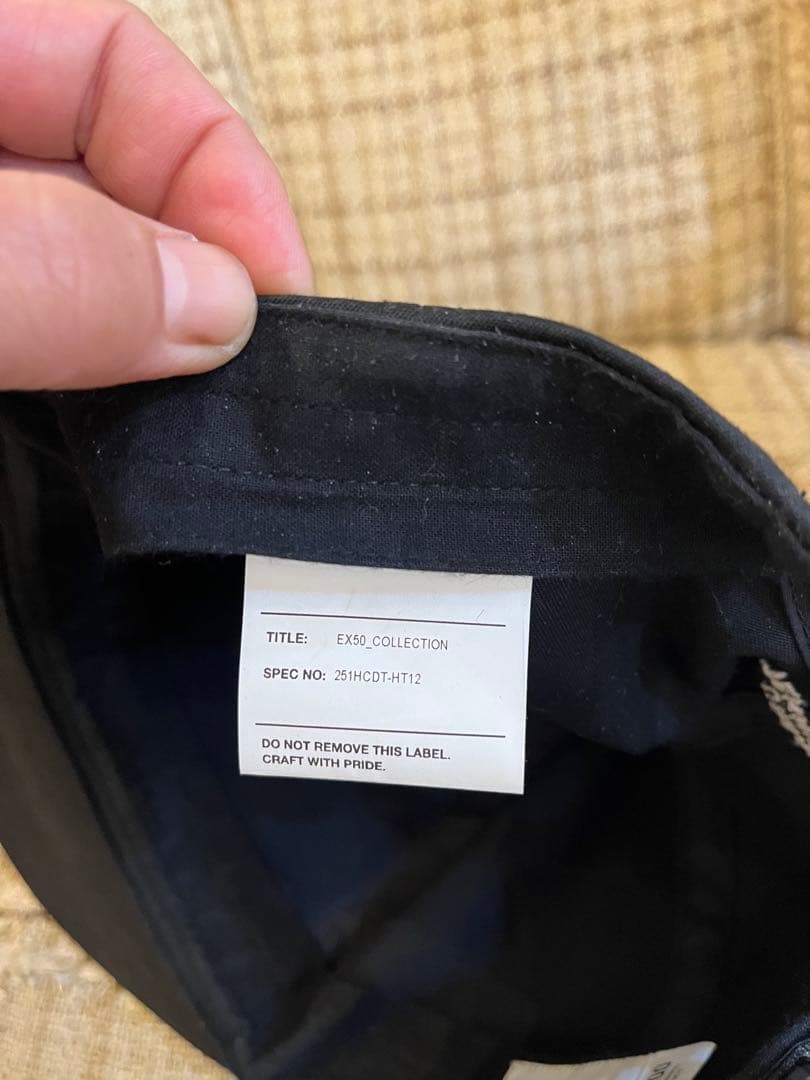 TITLE: EX50_COLLECTION
SPEC NO: 251HCDT-HT12
DO NOT REMOVE THIS LABEL.
CRAFT WITH PRIDE.